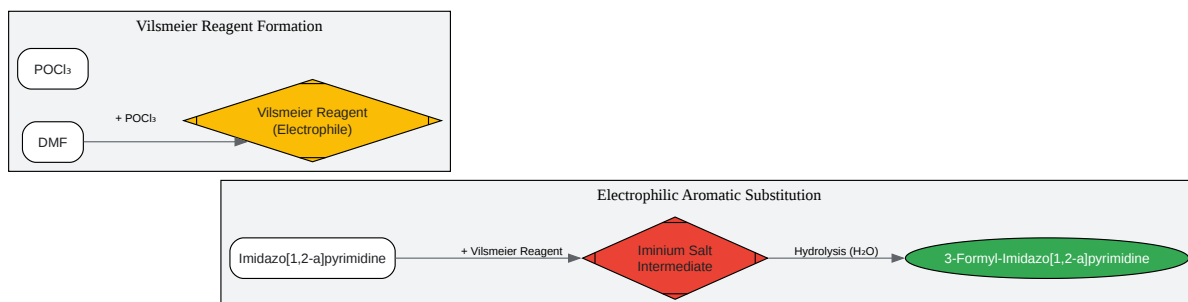 Vilsmeier Reagent Formation
POCl₃
+ POCl₃
Vilsmeier Reagent
(Electrophile)
DMF
Electrophilic Aromatic Substitution
Imidazo[1,2-a]pyrimidine
+ Vilsmeier Reagent
Iminium Salt
Intermediate
Hydrolysis (H₂O)
3-Formyl-Imidazo[1,2-a]pyrimidine